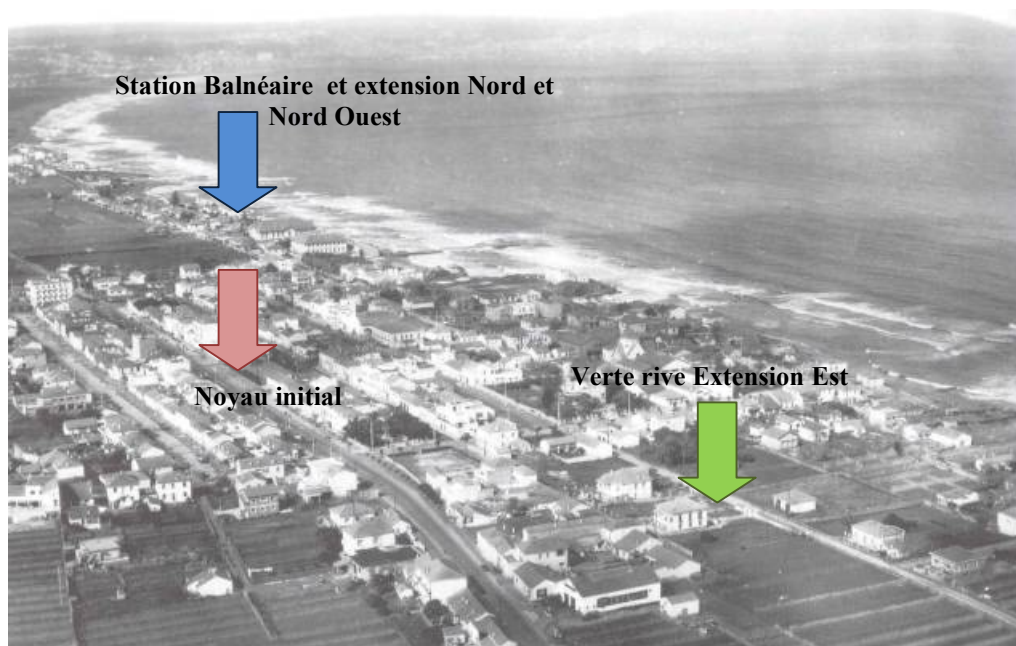 Station Balnéaire et extension Nord et
Nord Ouest
Noyau initial
Verte rive Extension Est